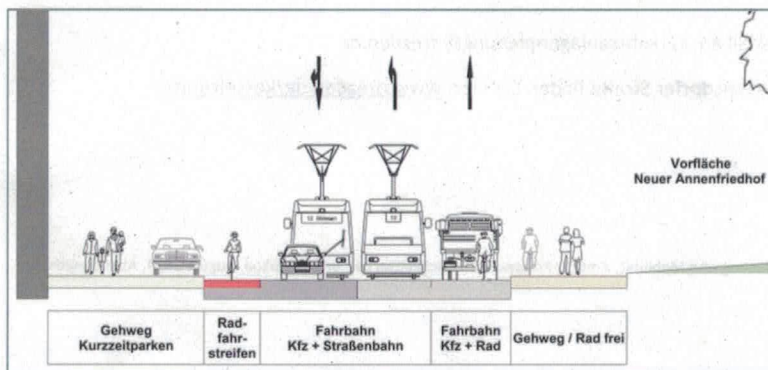 Vorfläche
Neuer Annenfriedhof
Gehweg
Kurzzeitparken
Rad-
fahr-
streifen
Fahrbahn
Kfz + Straßenbahn
Fahrbahn
Kfz + Rad
Gehweg / Rad frei